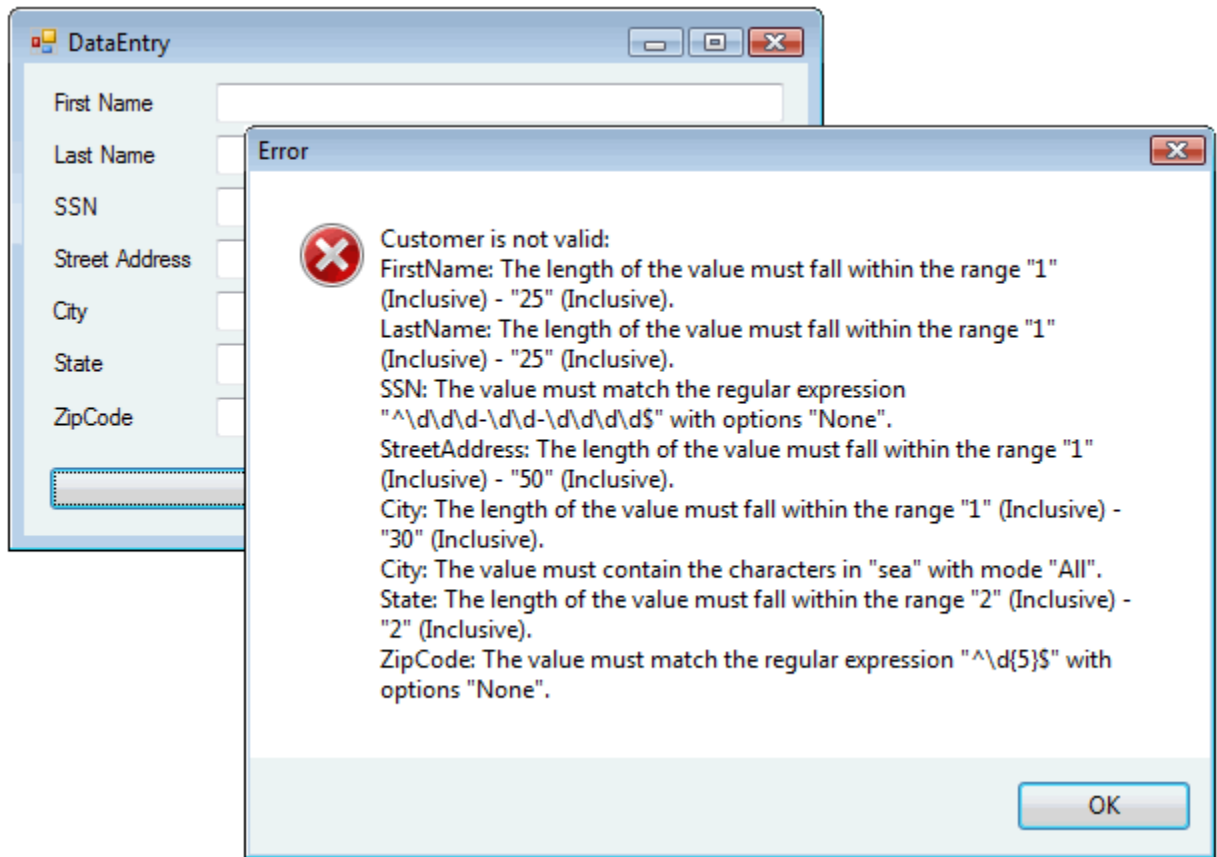 DataEntry
First Name
Last Name
SSN
Street Address
City
State
ZipCode
Error
Customer is not valid:
FirstName: The length of the value must fall within the range "1"
(Inclusive) - "25" (Inclusive).
LastName: The length of the value must fall within the range "1"
(Inclusive) - "25" (Inclusive).
SSN: The value must match the regular expression
"^\d\d\d-\d\d-\d\d\d\d$" with options "None".
StreetAddress: The length of the value must fall within the range "1"
(Inclusive) - "50" (Inclusive).
City: The length of the value must fall within the range "1" (Inclusive) -
"30" (Inclusive).
City: The value must contain the characters in "sea" with mode "All".
State: The length of the value must fall within the range "2" (Inclusive) -
"2" (Inclusive).
ZipCode: The value must match the regular expression "^\d{5}$" with
options "None".
OK